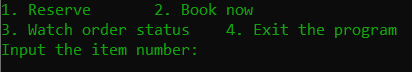 1. Reserve 2. Book now
3. Watch order status 4. Exit the program
Input the item number: